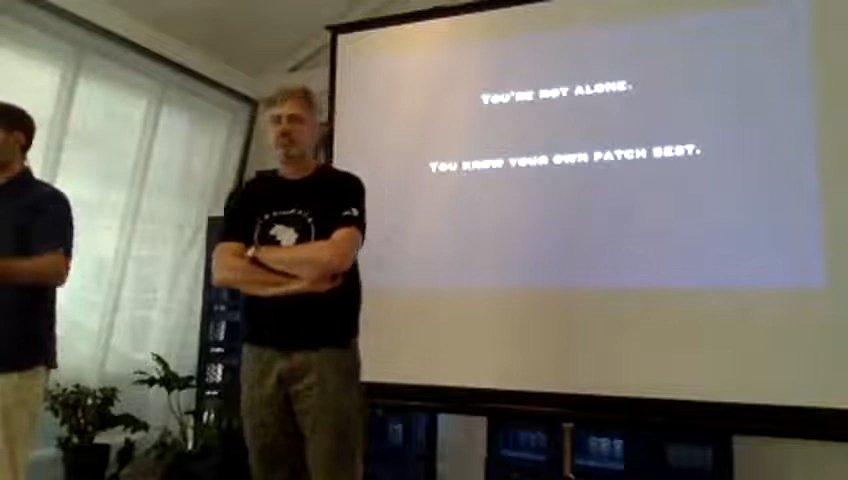 YOU'RE NOT ALONE.
YOU KNOW YOUR OWN PATCH BEST.